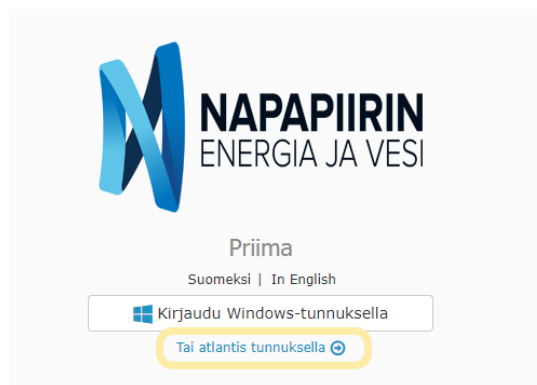 NAPAPIIRIN
ENERGIA JA VESI
Priima
Suomeksi | In English
Kirjaudu Windows-tunnuksella
Tai atlantis tunnuksella